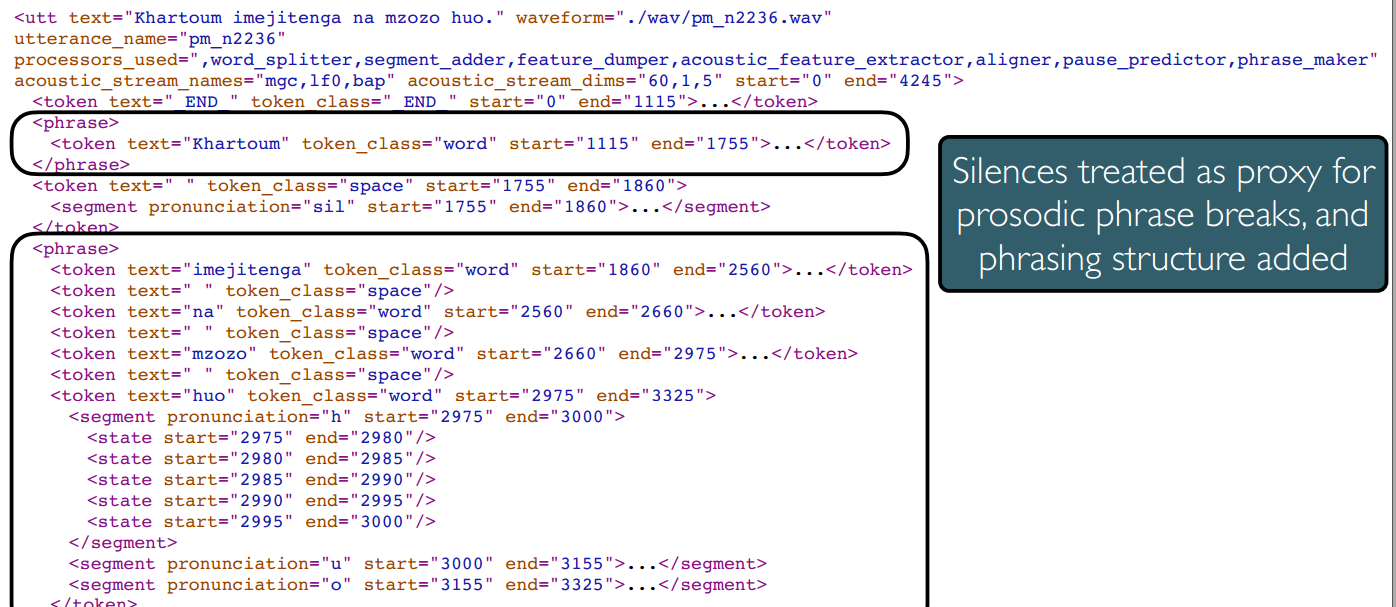 <utt text="Khartoum imejitenga na mzozo huo." waveform="./wav/pm_n2236.wav"
utterance_name="pm_n2236"
processors_used=",word_splitter,segment_adder,feature_dumper,acoustic_feature_extractor,aligner,pause_predictor,phrase_maker"
acoustic_stream_names="mgc,lf0,bap" acoustic_stream_dims="60,1,5" start="0" end="4245">
<token text="_END_" token_class="_END_" start="0" end="1115">...</token>
<phrase>
<token text="Khartoum" token_class="word" start="1115" end="1755">...</token>
</phrase>
<token text=" " token_class="space" start="1755" end="1860">
<segment pronunciation="sil" start="1755" end="1860">...</segment>
</token>
<phrase>
<token text="imejitenga" token_class="word" start="1860" end="2560">...</token>
<token text=" " token_class="space"/>
<token text="na" token_class="word" start="2560" end="2660">...</token>
<token text=" " token_class="space"/>
<token text="mzozo" token_class="word" start="2660" end="2975">...</token>
<token text=" " token_class="space"/>
<token text="huo" token_class="word" start="2975" end="3325">
<segment pronunciation="h" start="2975" end="3000">
<state start="2975" end="2980"/>
<state start="2980" end="2985"/>
<state start="2985" end="2990"/>
<state start="2990" end="2995"/>
<state start="2995" end="3000"/>
</segment>
<segment pronunciation="u" start="3000" end="3155">...</segment>
<segment pronunciation="o" start="3155" end="3325">...</segment>
</token>
Silences treated as proxy for
prosodic phrase breaks, and
phrasing structure added